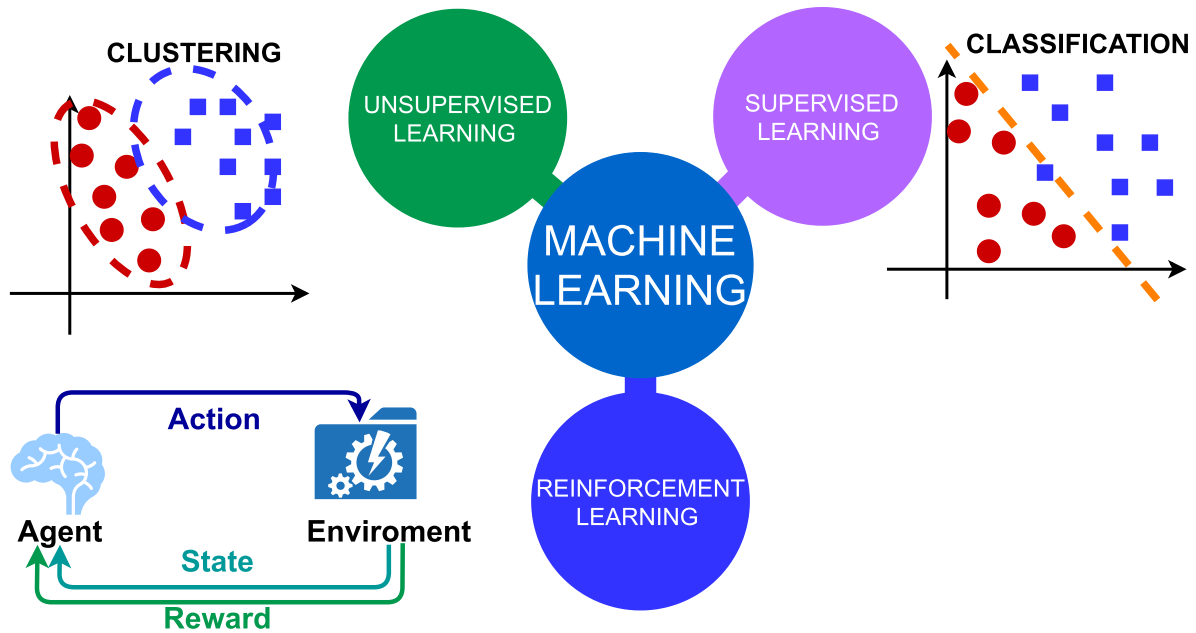 CLUSTERING
UNSUPERVISED
LEARNING
SUPERVISED
LEARNING
CLASSIFICATION
MACHINE
LEARNING
Action
Agent
Enviroment
State
Reward
REINFORCEMENT
LEARNING